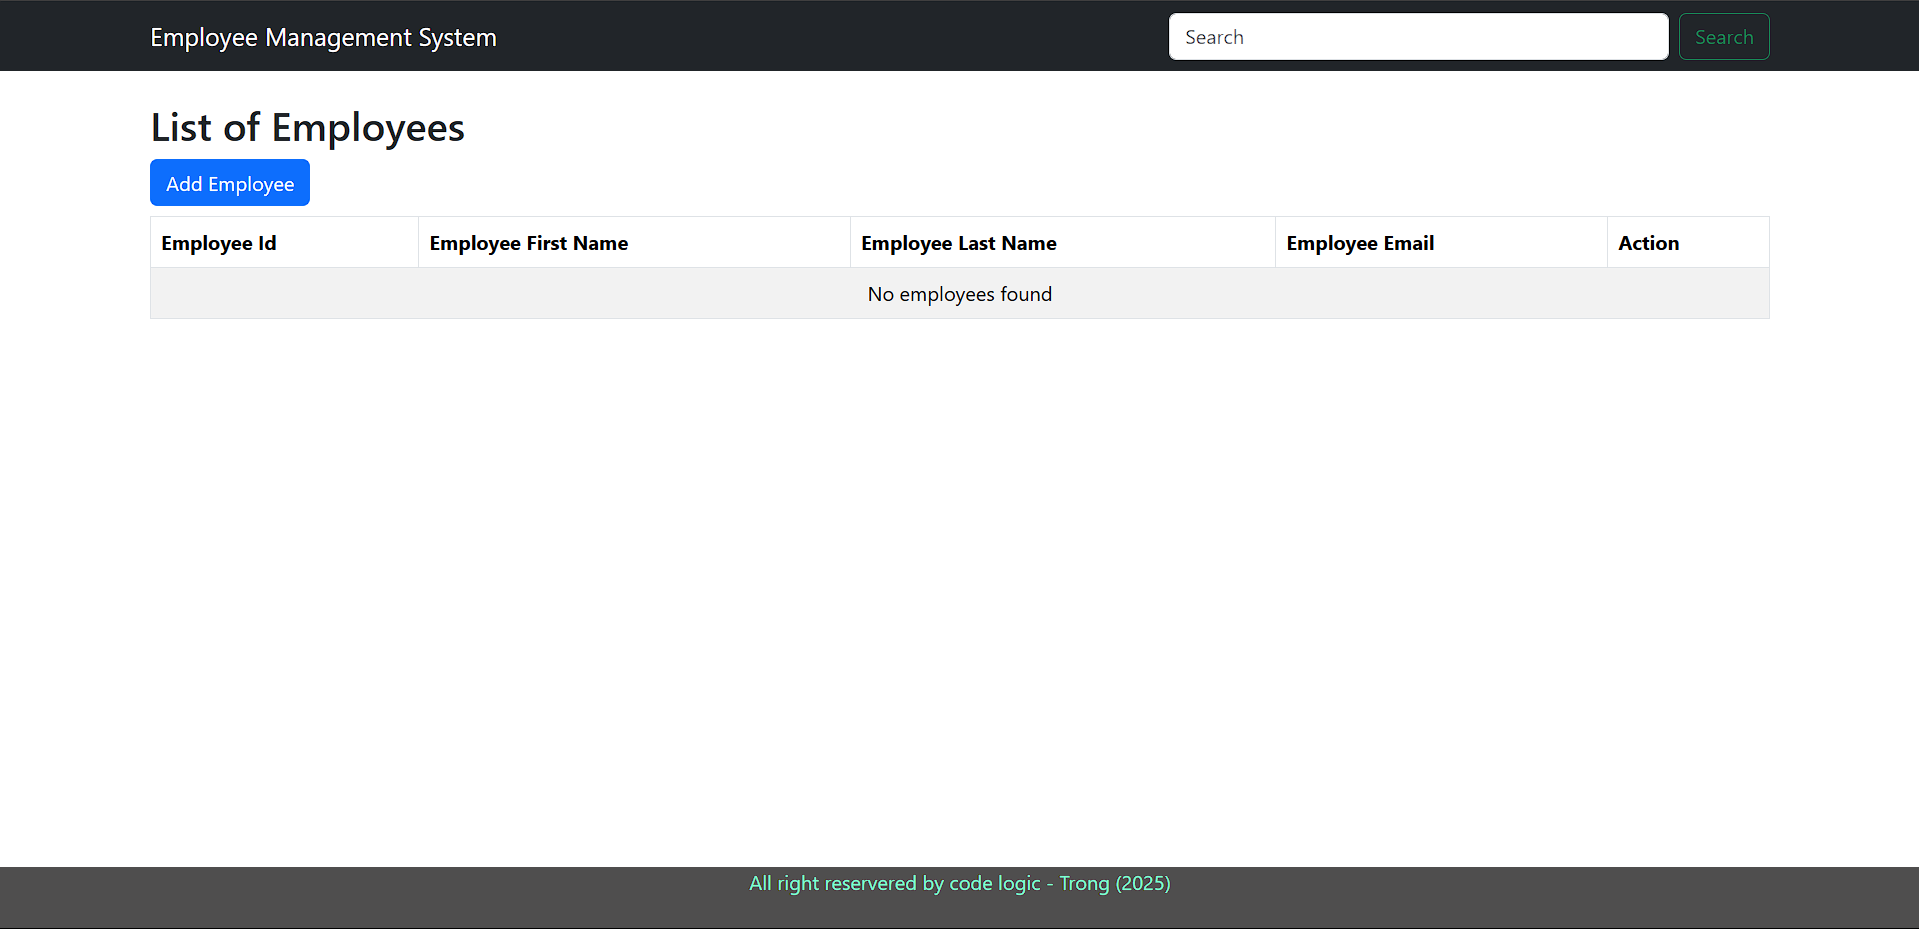 Employee Management System
Search
Search
List of Employees
Add Employee
Employee Id
Employee First Name
Employee Last Name
Employee Email
Action
No employees found
All right reservered by code logic - Trong (2025)